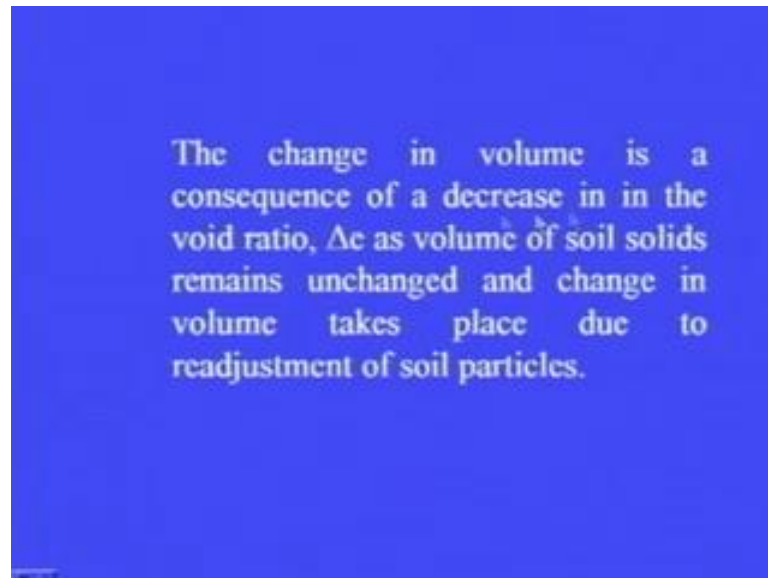 The change in volume is a
consequence of a decrease in in the
void ratio, Δe as volume of soil solids
remains unchanged and change in
volume takes place due to
readjustment of soil particles.